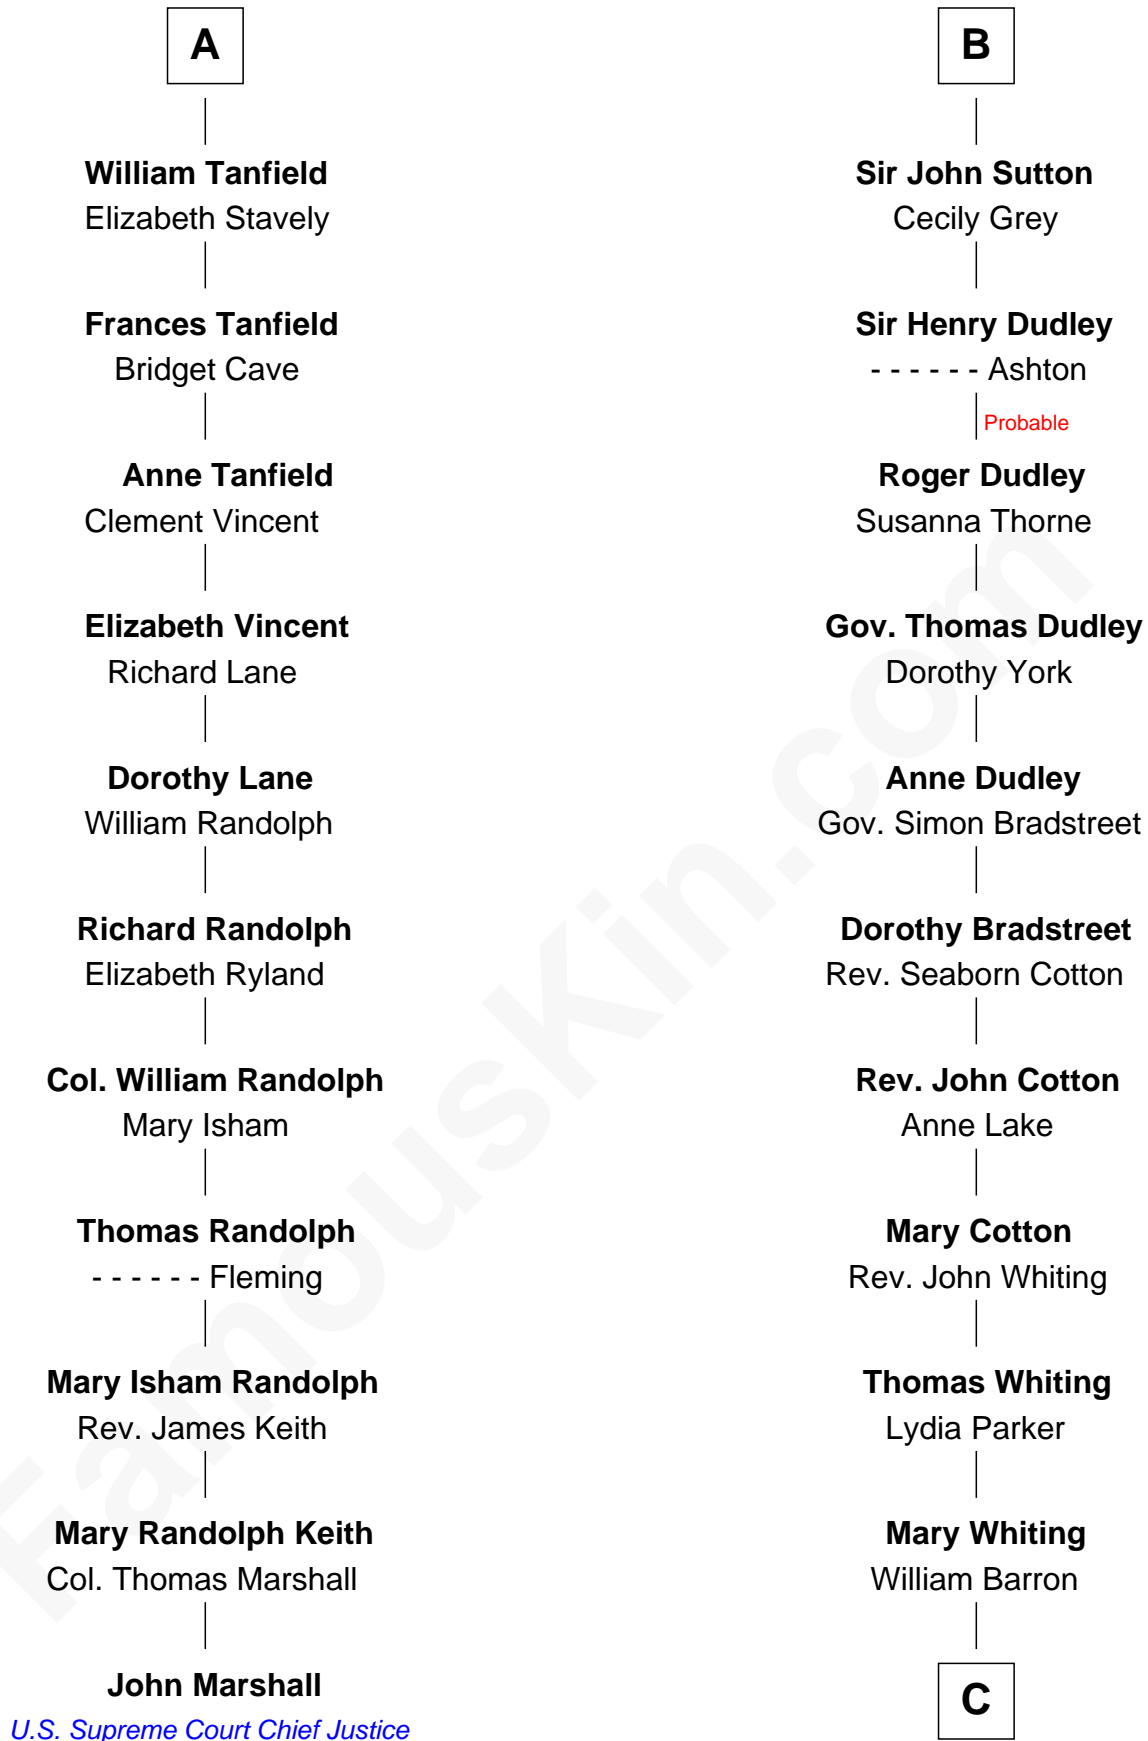 A
William Tanfield
Elizabeth Stavely
Frances Tanfield
Bridget Cave
Anne Tanfield
Clement Vincent
Elizabeth Vincent
Richard Lane
Dorothy Lane
William Randolph
Richard Randolph
Elizabeth Ryland
Col. William Randolph
Mary Isham
Thomas Randolph
- - - - - - Fleming
Mary Isham Randolph
Rev. James Keith
Mary Randolph Keith
Col. Thomas Marshall
John Marshall
U.S. Supreme Court Chief Justice
B
Sir John Sutton
Cecily Grey
Sir Henry Dudley
- - - - - - Ashton
Probable
Roger Dudley
Susanna Thorne
Gov. Thomas Dudley
Dorothy York
Anne Dudley
Gov. Simon Bradstreet
Dorothy Bradstreet
Rev. Seaborn Cotton
Rev. John Cotton
Anne Lake
Mary Cotton
Rev. John Whiting
Thomas Whiting
Lydia Parker
Mary Whiting
William Barron
C
FamousKin.com